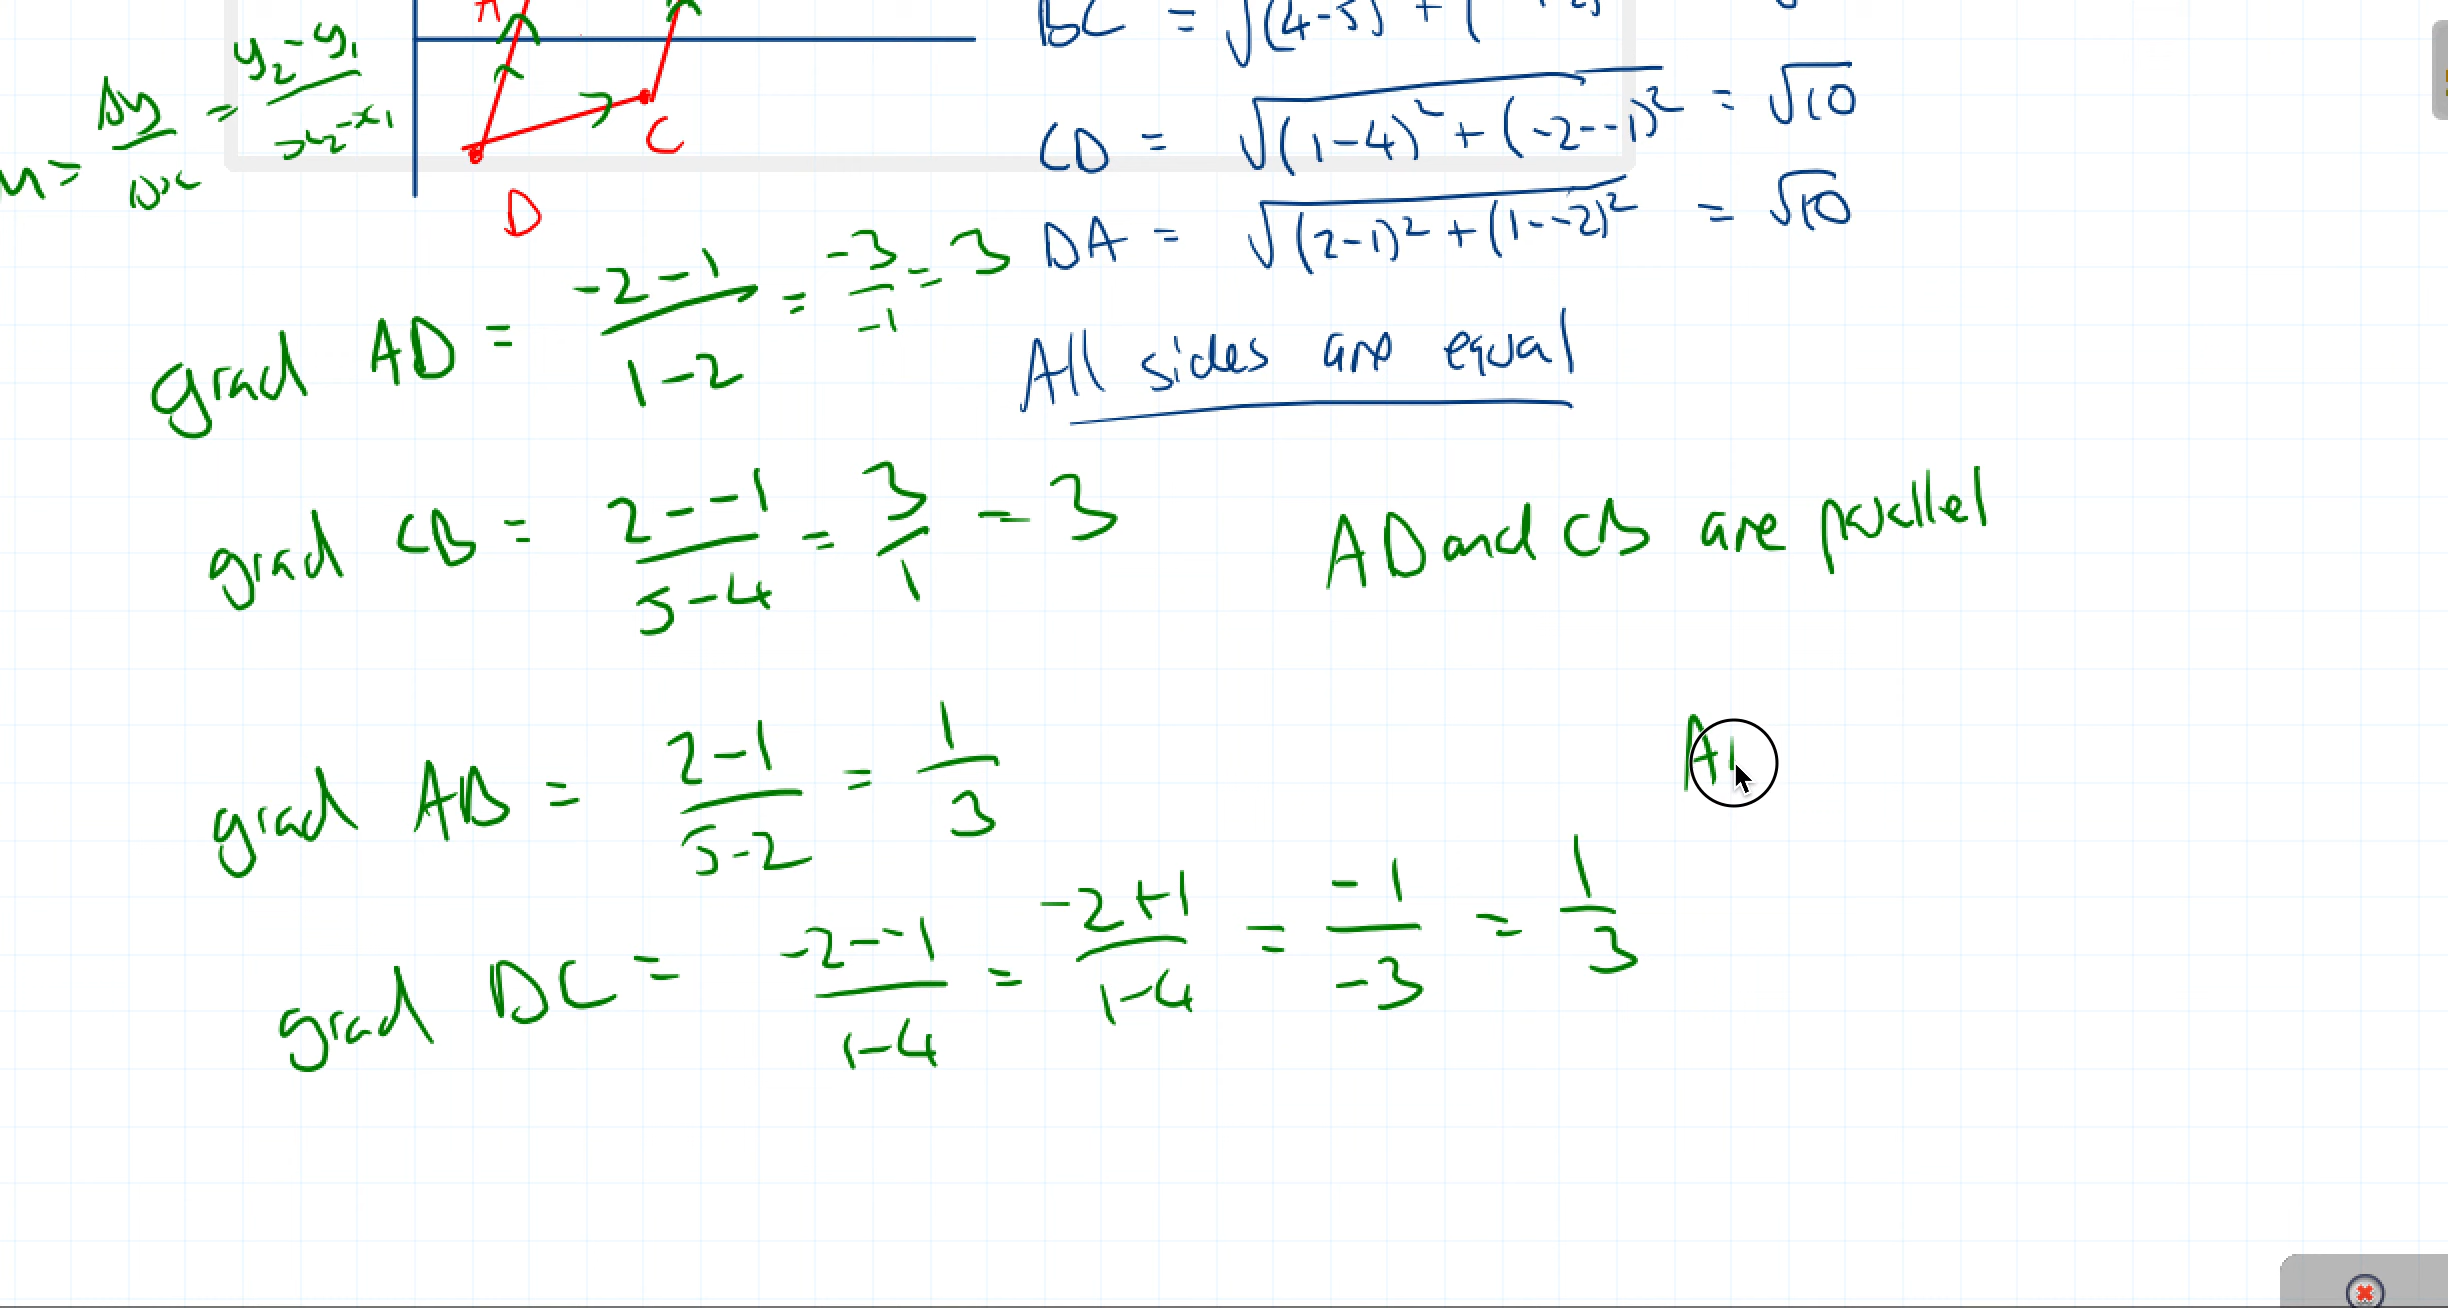 A
BC = √(4-5)
m = Δy/Δx = y₂-y₁/x₂-x₁
C
D
CD = √(1-4)² + (-2--1)² = √10
DA = √(2-1)² + (1--2)² = √10
grad AD = -2-1/1-2 = -3/-1 = 3
All sides are equal
grad CB = 2--1/5-4 = 3/1 = 3
AD and CB are parallel
grad AB = 2-1/5-2 = 1/3
A
grad DC = -2--1/1-4 = -2+1/1-4 = -1/-3 = 1/3